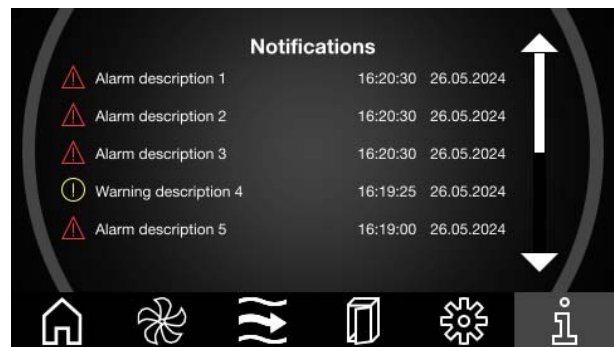 Notifications
Alarm description 1 16:20:30 26.05.2024
Alarm description 2 16:20:30 26.05.2024
Alarm description 3 16:20:30 26.05.2024
Warning description 4 16:19:25 26.05.2024
Alarm description 5 16:19:00 26.05.2024